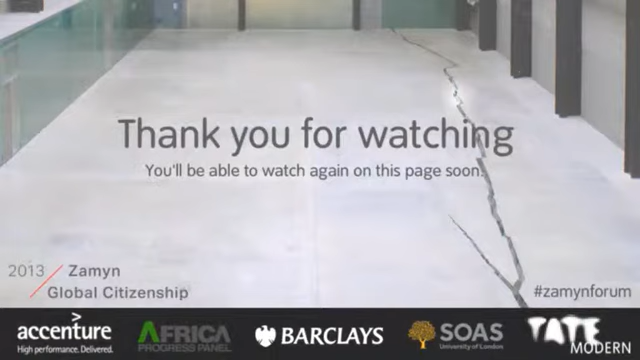 Thank you for watching
You'll be able to watch again on this page soon.
2013 / Zamyn
Global Citizenship
#zamynforum
accenture
High performance. Delivered.
AFRICA
PROGRESS PANEL
BARCLAYS
SOAS
University of London
TATE
MODERN